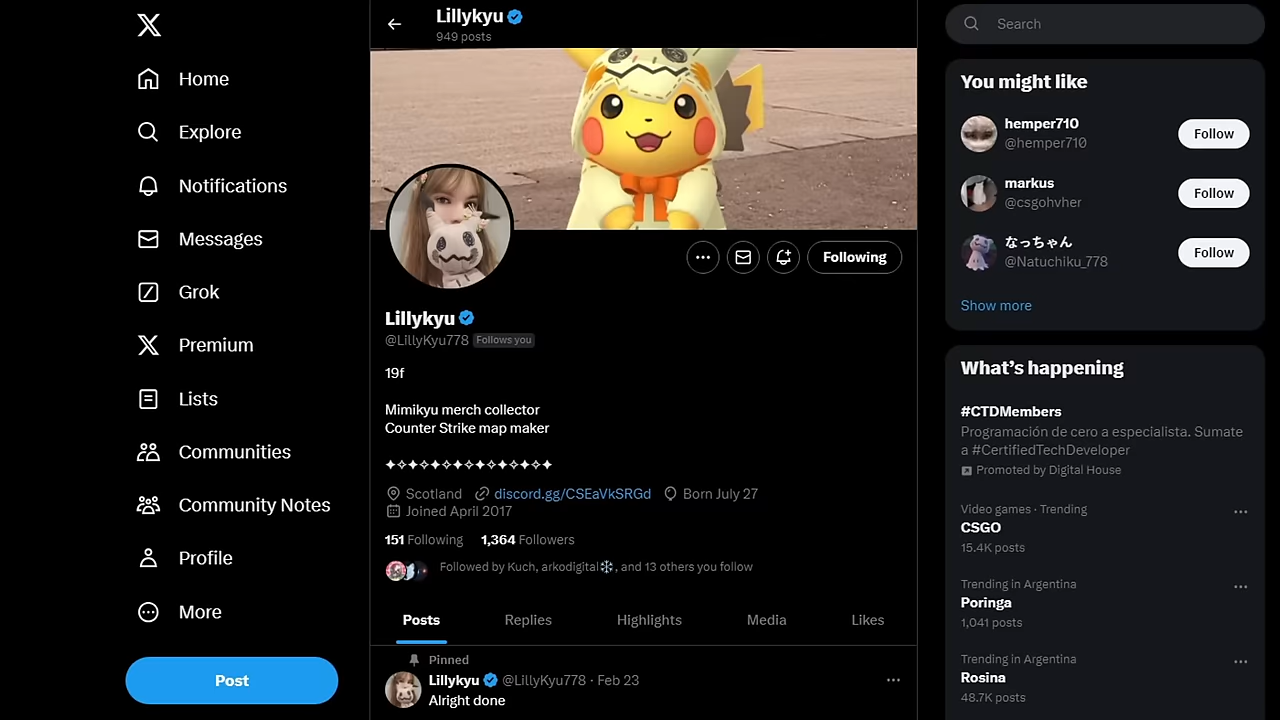 Home
Explore
Notifications
Messages
Grok
Premium
Lists
Communities
Community Notes
Profile
More
Post
Lillykyu
949 posts
Following
Lillykyu
@LillyKyu778 Follows you
19f
Mimikyu merch collector
Counter Strike map maker
✦✧✦✧✦✧✦✧✦✧✦✧✦✦
Scotland discord.gg/CSEaVkSRGd Born July 27
Joined April 2017
151 Following 1,364 Followers
Followed by Kuch, arkodigital❄, and 13 others you follow
Posts Replies Highlights Media Likes
Pinned
Lillykyu @LillyKyu778 · Feb 23
Alright done
Search
You might like
hemper710
@hemper710
Follow
markus
@csgohvher
Follow
なっちゃん
@Natuchiku_778
Follow
Show more
What’s happening
#CTDMembers
Programación de cero a especialista. Sumate
a #CertifiedTechDeveloper
Promoted by Digital House
Video games · Trending
CSGO
15.4K posts
Trending in Argentina
Poringa
1,041 posts
Trending in Argentina
Rosina
48.7K posts